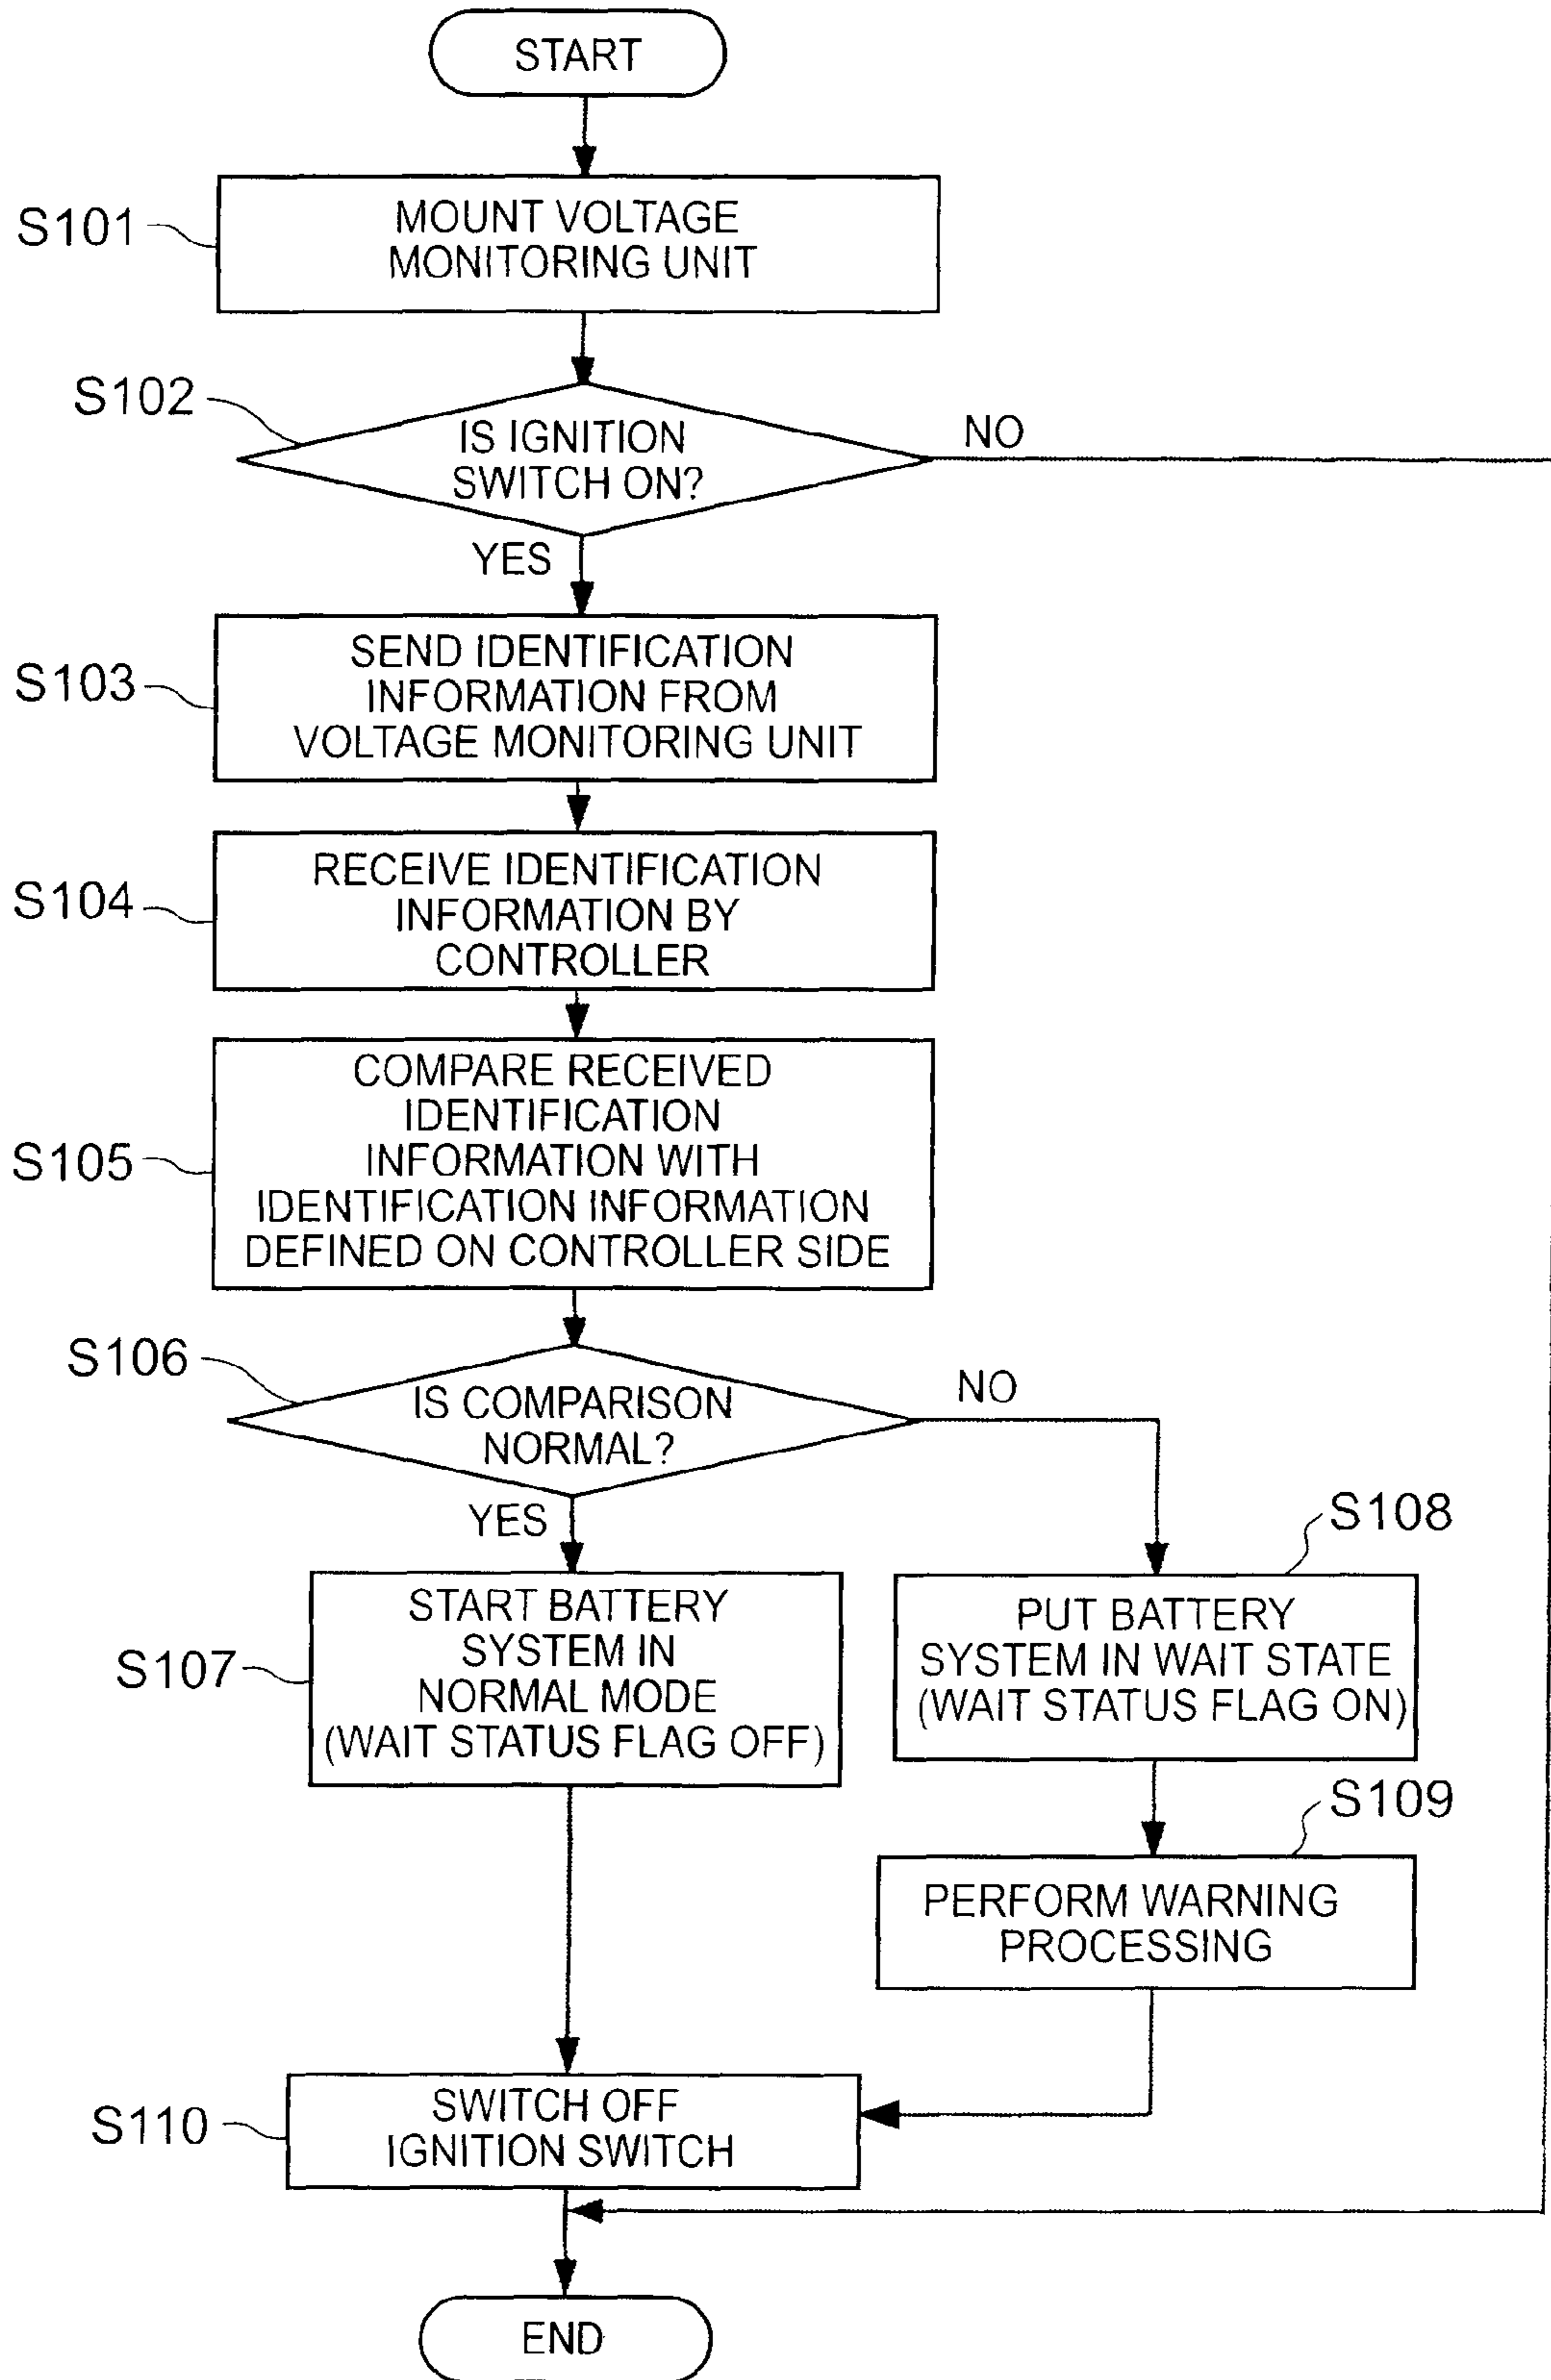 START
S101
MOUNT VOLTAGE
MONITORING UNIT
S102
IS IGNITION
SWITCH ON?
NO
YES
S103
SEND IDENTIFICATION
INFORMATION FROM
VOLTAGE MONITORING UNIT
S104
RECEIVE IDENTIFICATION
INFORMATION BY
CONTROLLER
S105
COMPARE RECEIVED
IDENTIFICATION
INFORMATION WITH
IDENTIFICATION INFORMATION
DEFINED ON CONTROLLER SIDE
S106
IS COMPARISON
NORMAL?
NO
YES
S107
START BATTERY
SYSTEM IN
NORMAL MODE
(WAIT STATUS FLAG OFF)
S108
PUT BATTERY
SYSTEM IN WAIT STATE
(WAIT STATUS FLAG ON)
S109
PERFORM WARNING
PROCESSING
S110
SWITCH OFF
IGNITION SWITCH
END